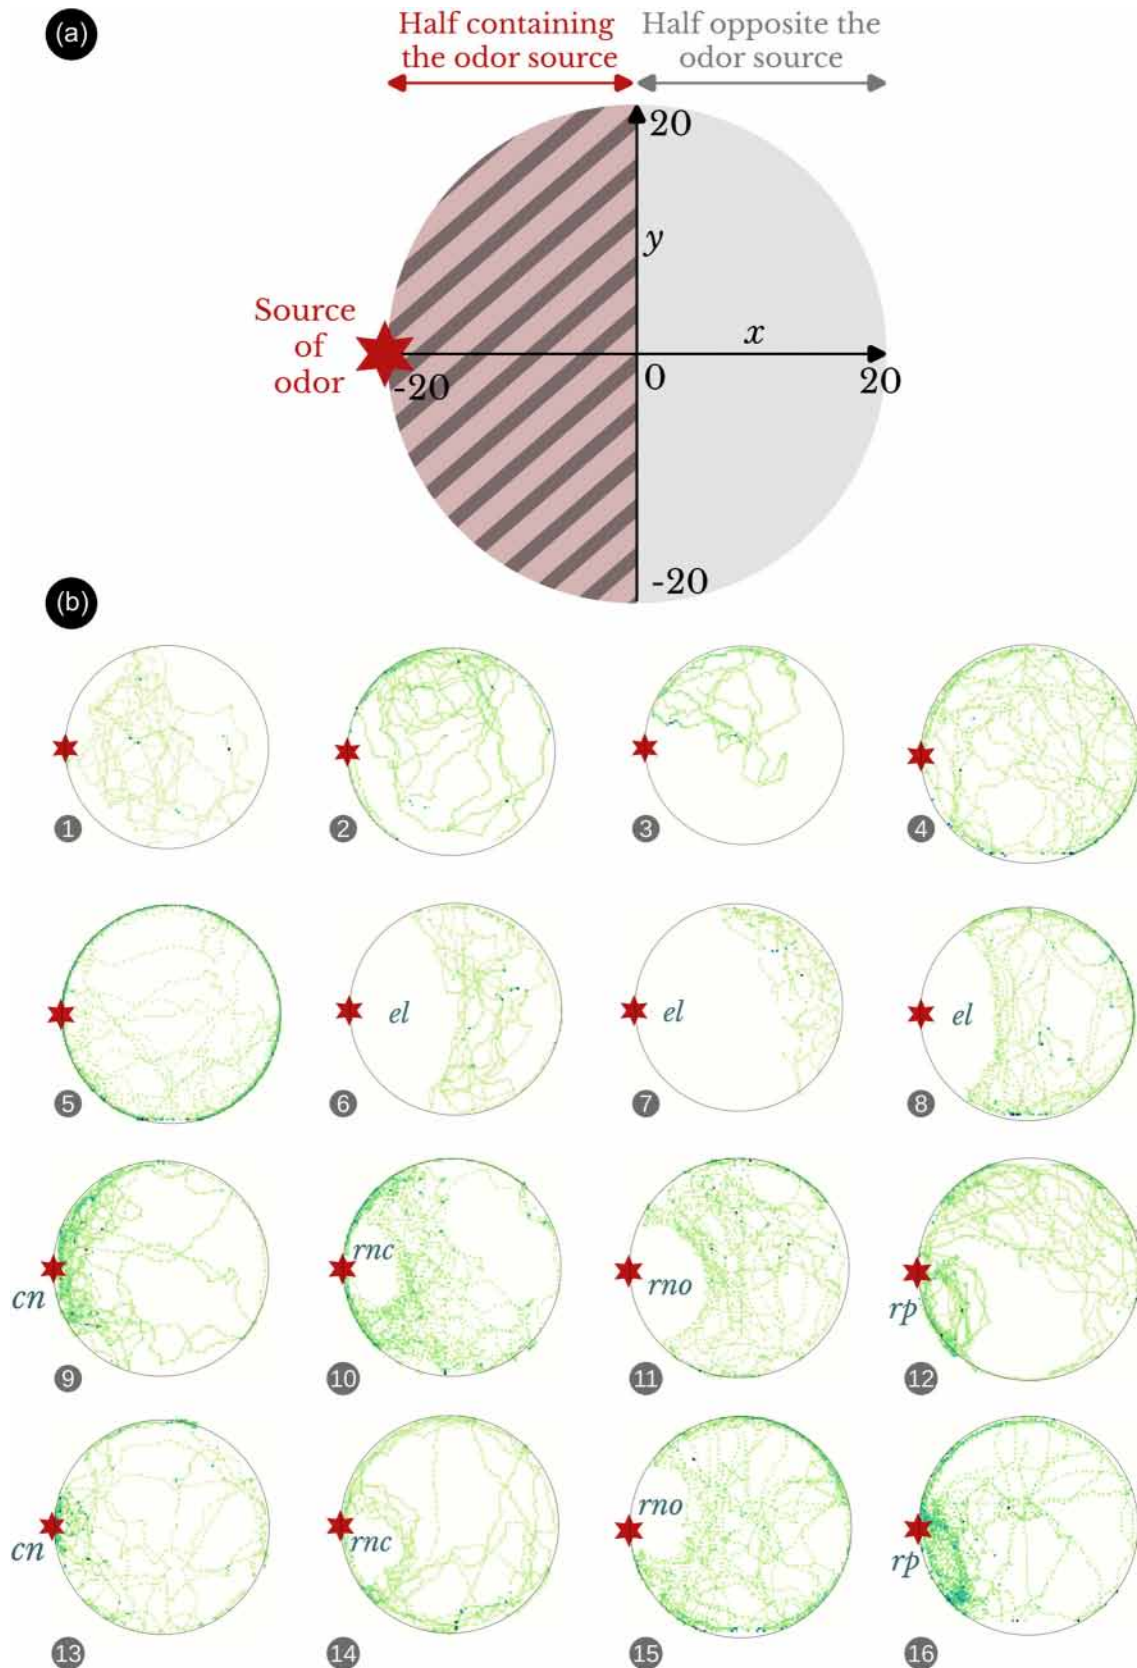 (a)
Half containing
the odor source
Half opposite the
odor source
20
y
Source
of
odor
x
-20
0
20
-20
(b)
1
2
3
4
el
el
el
5
6
7
8
rnc
rno
cn
rp
9
10
11
12
rno
cn
rnc
rp
13
14
15
16